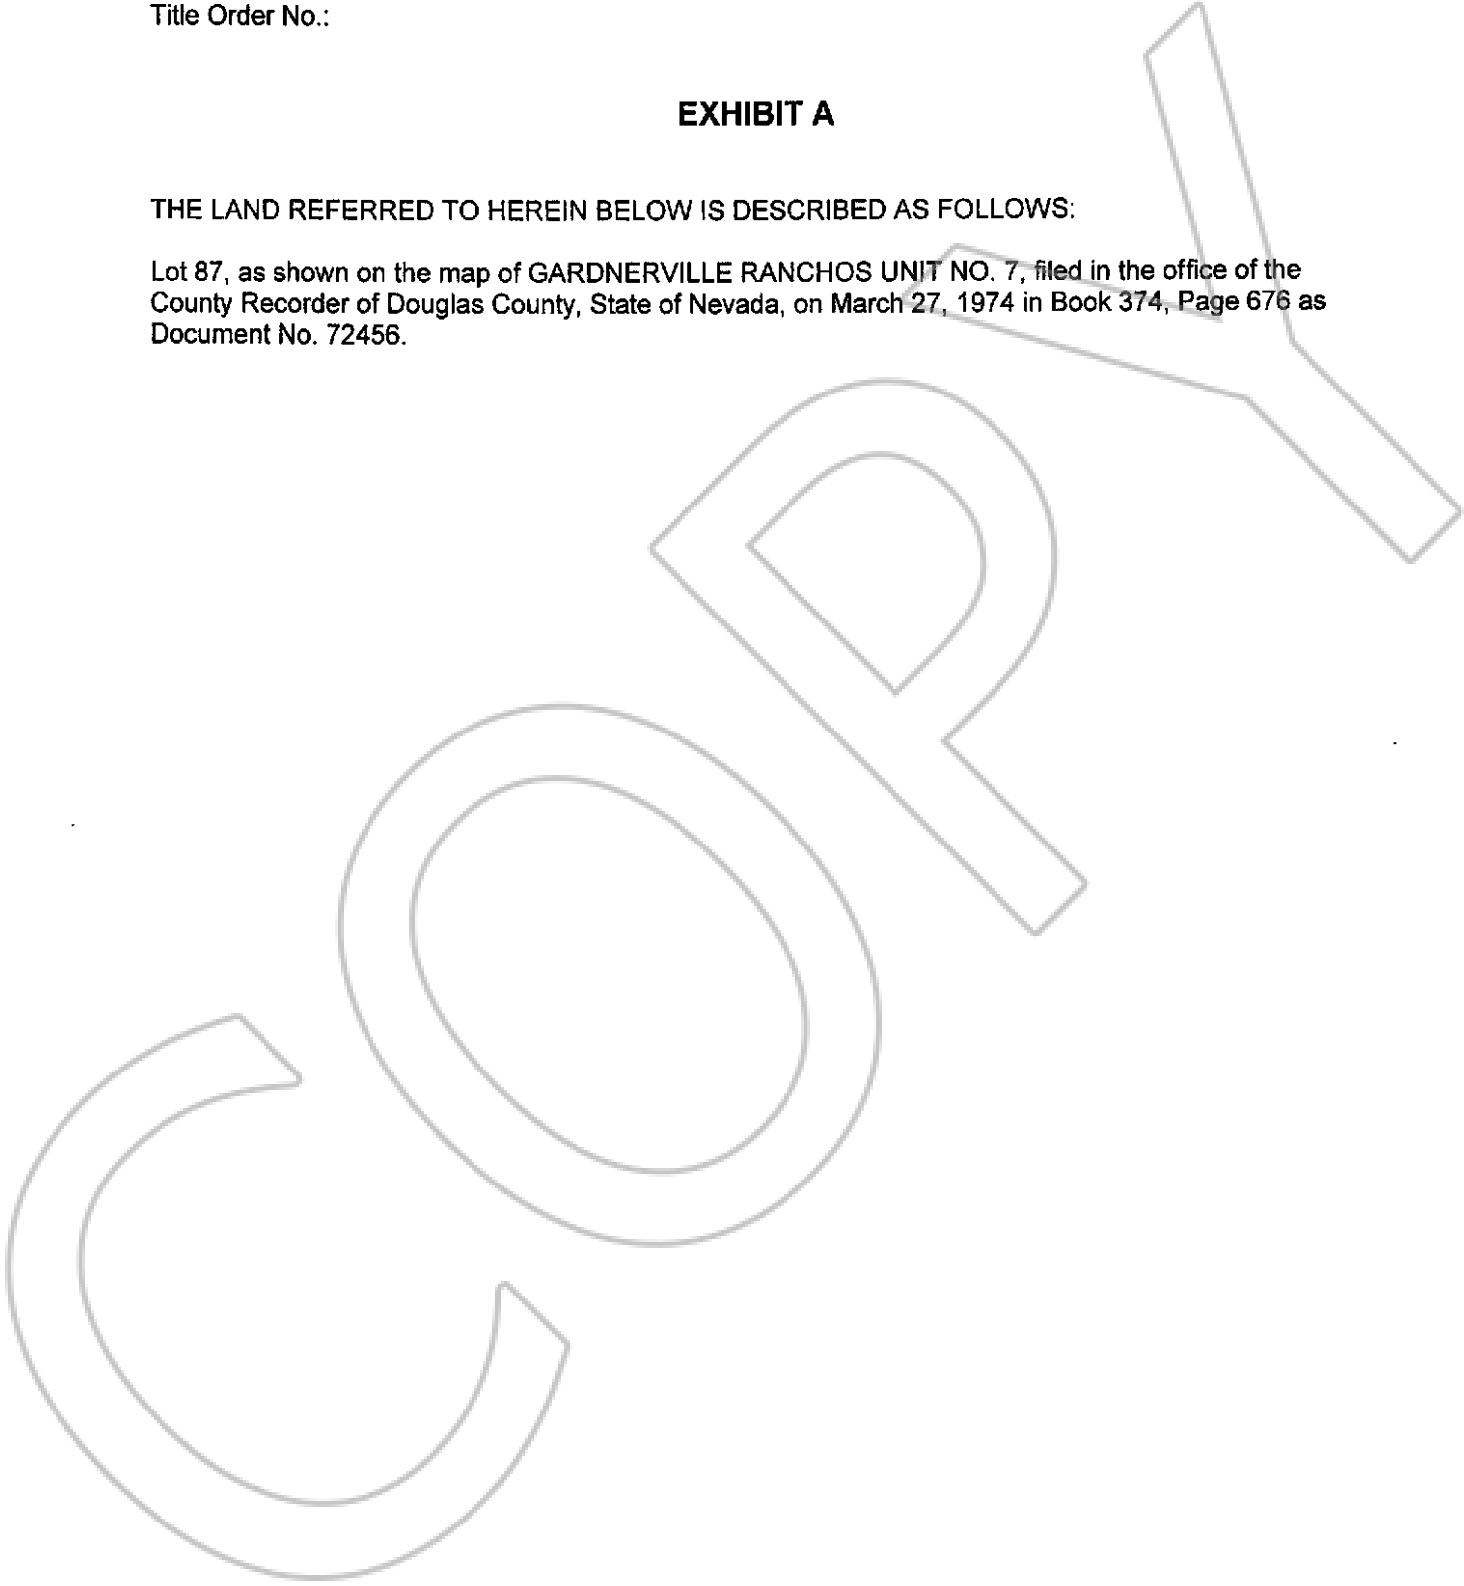 Title Order No.:
EXHIBIT A
THE LAND REFERRED TO HEREIN BELOW IS DESCRIBED AS FOLLOWS:
Lot 87, as shown on the map of GARDNERVILLE RANCHOS UNIT NO. 7, filed in the office of the
County Recorder of Douglas County, State of Nevada, on March 27, 1974 in Book 374, Page 676 as
Document No. 72456.
COPY